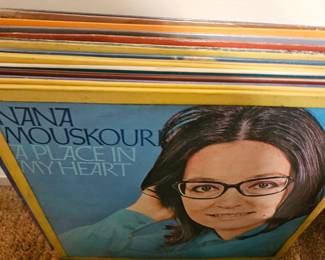 NANA
MOUSKOURI
A PLACE IN
MY HEART